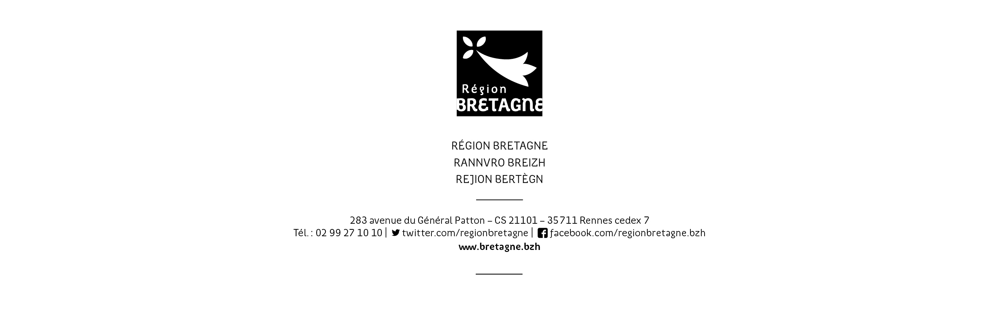 Région
BRETAGNE
RÉGION BRETAGNE
RANNVRO BREIZH
REJION BERTÈGN
283 avenue du Général Patton – CS 21101 – 35711 Rennes cedex 7
Tél. : 02 99 27 10 10 | twitter.com/regionbretagne | facebook.com/regionbretagne.bzh
www.bretagne.bzh